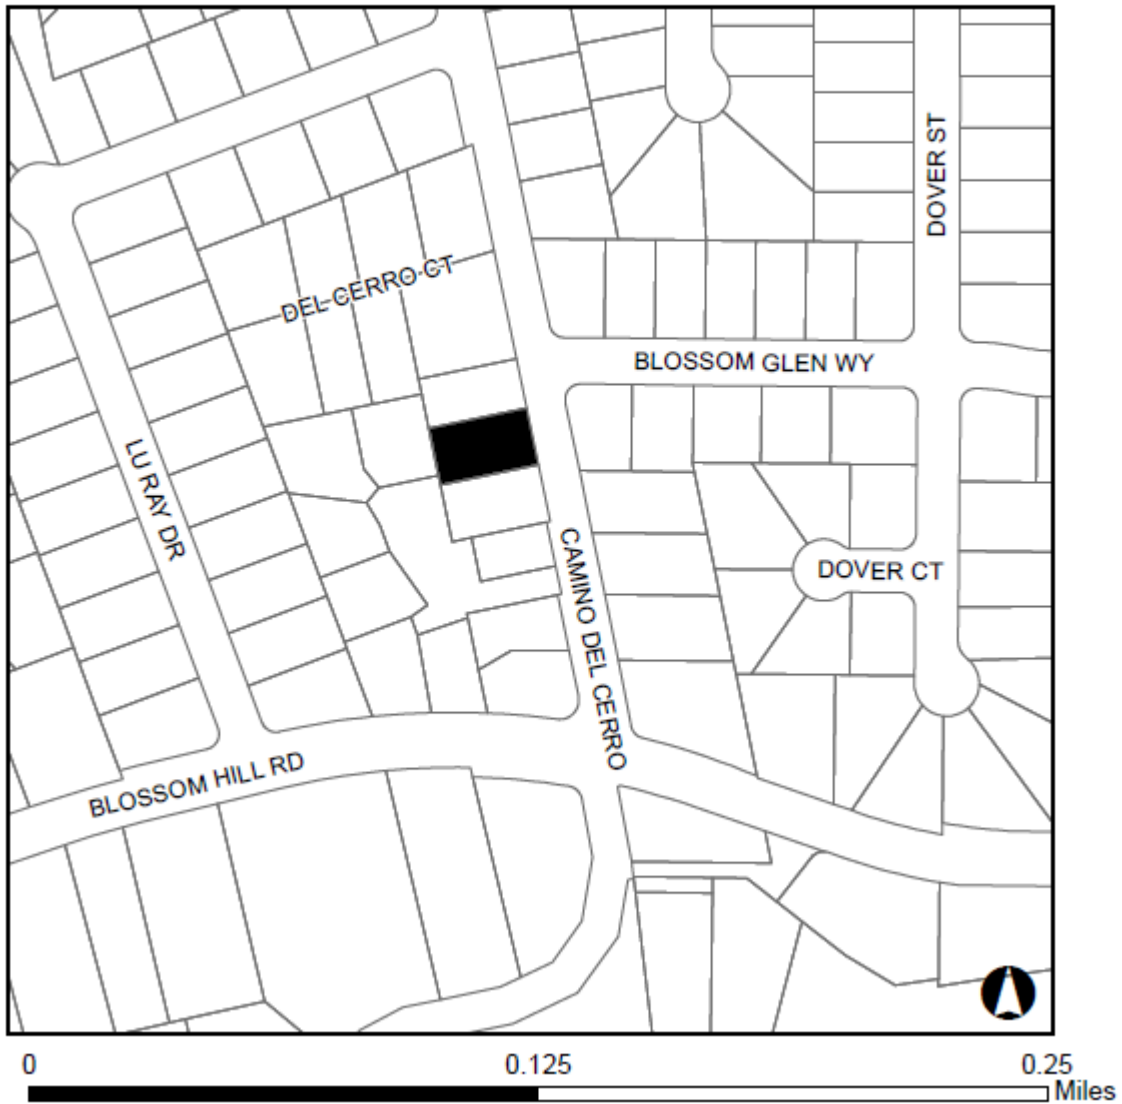 DOVER ST
DEL CERRO CT
BLOSSOM GLEN WY
LU RAY DR
CAMINO DEL CERRO
DOVER CT
BLOSSOM HILL RD
0 0.125 0.25
Miles